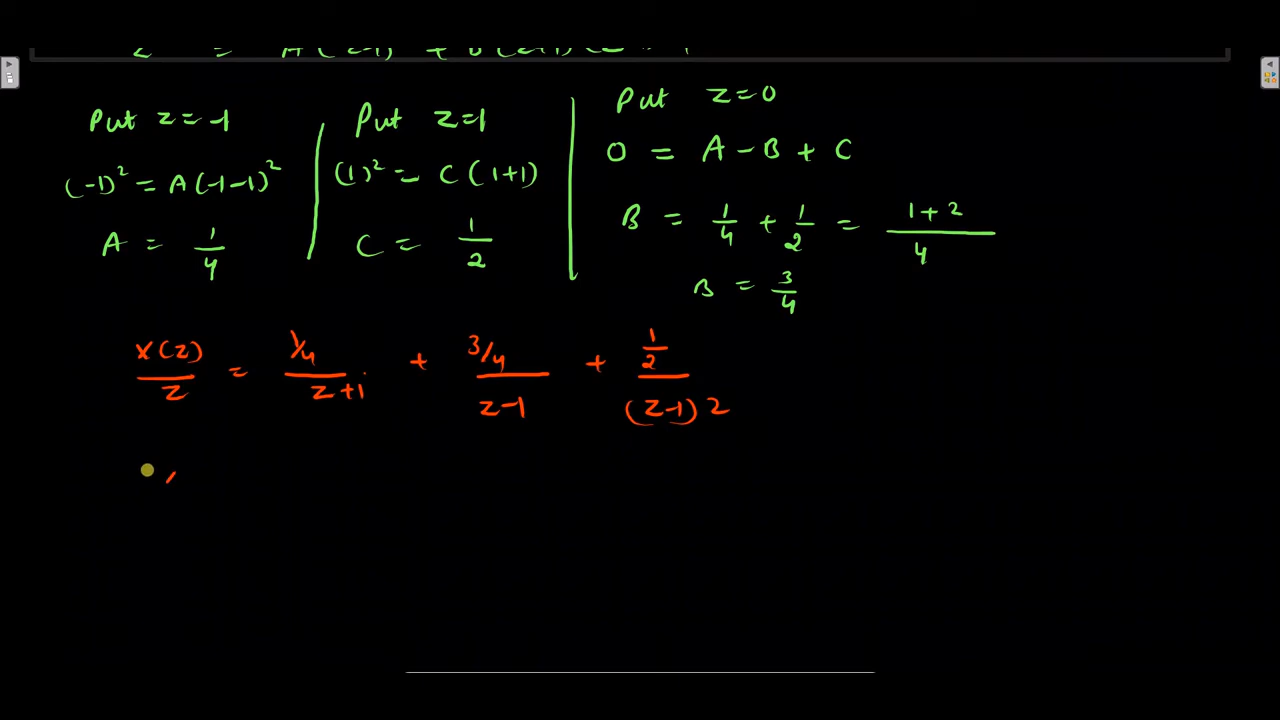 Put z = -1
(-1)² = A(-1-1)²
A = 1/4
Put z=1
(1)² = C(1+1)
C = 1/2
Put z=0
0 = A - B + C
B = 1/4 + 1/2 = 1+2/4
B = 3/4
X(z)/z = 1/4/z+1 + 3/4/z-1 + 1/2/(z-1)2